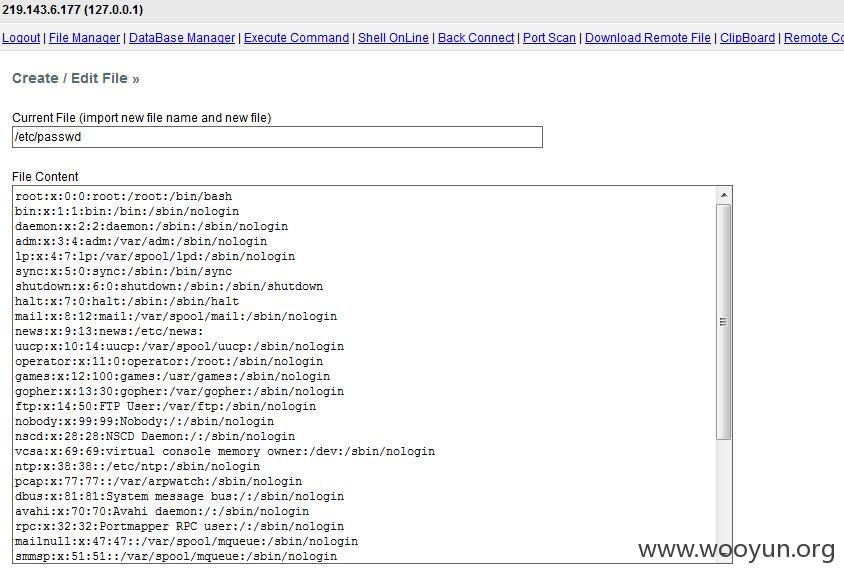 219.143.6.177 (127.0.0.1)
Logout | File Manager | DataBase Manager | Execute Command | Shell OnLine | Back Connect | Port Scan | Download Remote File | ClipBoard | Remote Co
Create / Edit File »
Current File (import new file name and new file)
/etc/passwd
File Content
root:x:0:0:root:/root:/bin/bash
bin:x:1:1:bin:/bin:/sbin/nologin
daemon:x:2:2:daemon:/sbin:/sbin/nologin
adm:x:3:4:adm:/var/adm:/sbin/nologin
lp:x:4:7:lp:/var/spool/lpd:/sbin/nologin
sync:x:5:0:sync:/sbin:/bin/sync
shutdown:x:6:0:shutdown:/sbin:/sbin/shutdown
halt:x:7:0:halt:/sbin:/sbin/halt
mail:x:8:12:mail:/var/spool/mail:/sbin/nologin
news:x:9:13:news:/etc/news:
uucp:x:10:14:uucp:/var/spool/uucp:/sbin/nologin
operator:x:11:0:operator:/root:/sbin/nologin
games:x:12:100:games:/usr/games:/sbin/nologin
gopher:x:13:30:gopher:/var/gopher:/sbin/nologin
ftp:x:14:50:FTP User:/var/ftp:/sbin/nologin
nobody:x:99:99:Nobody:/:/sbin/nologin
nscd:x:28:28:NSCD Daemon:/:/sbin/nologin
vcsa:x:69:69:virtual console memory owner:/dev:/sbin/nologin
ntp:x:38:38::/etc/ntp:/sbin/nologin
pcap:x:77:77::/var/arpwatch:/sbin/nologin
dbus:x:81:81:System message bus:/:/sbin/nologin
avahi:x:70:70:Avahi daemon:/:/sbin/nologin
rpc:x:32:32:Portmapper RPC user:/:/sbin/nologin
mailnull:x:47:47::/var/spool/mqueue:/sbin/nologin
smmsp:x:51:51::/var/spool/mqueue:/sbin/nologin
www.wooyun.org